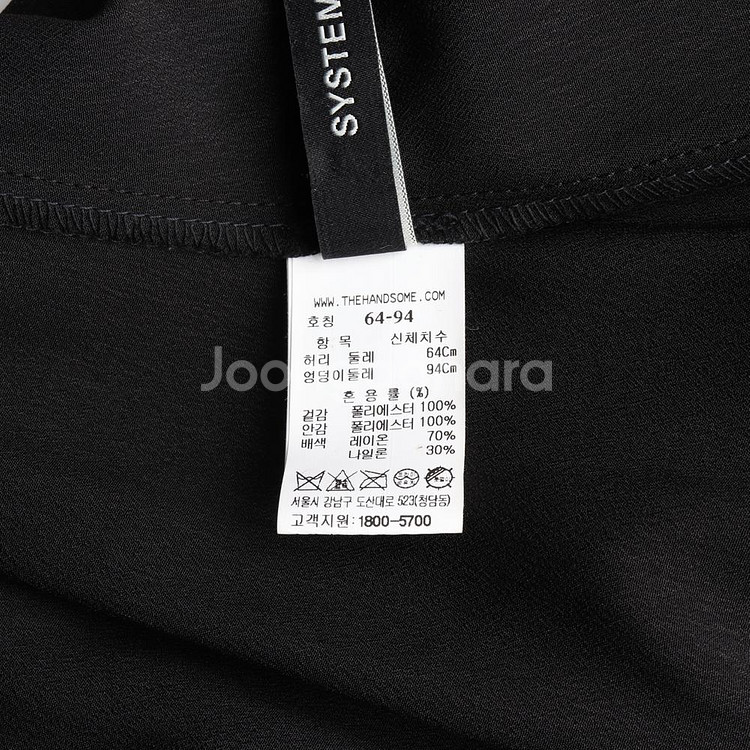 SYSTEM
WWW.THEHANDSOME.COM
호칭 64-94
항 목 신체치수
허리 둘레 64Cm
엉덩이둘레 94Cm
혼 용 률 (%)
겉감 폴리에스터 100%
안감 폴리에스터 100%
배색 레이온 70%
나일론 30%
서울시 강남구 도산대로 523(청담동)
고객지원: 1800-5700